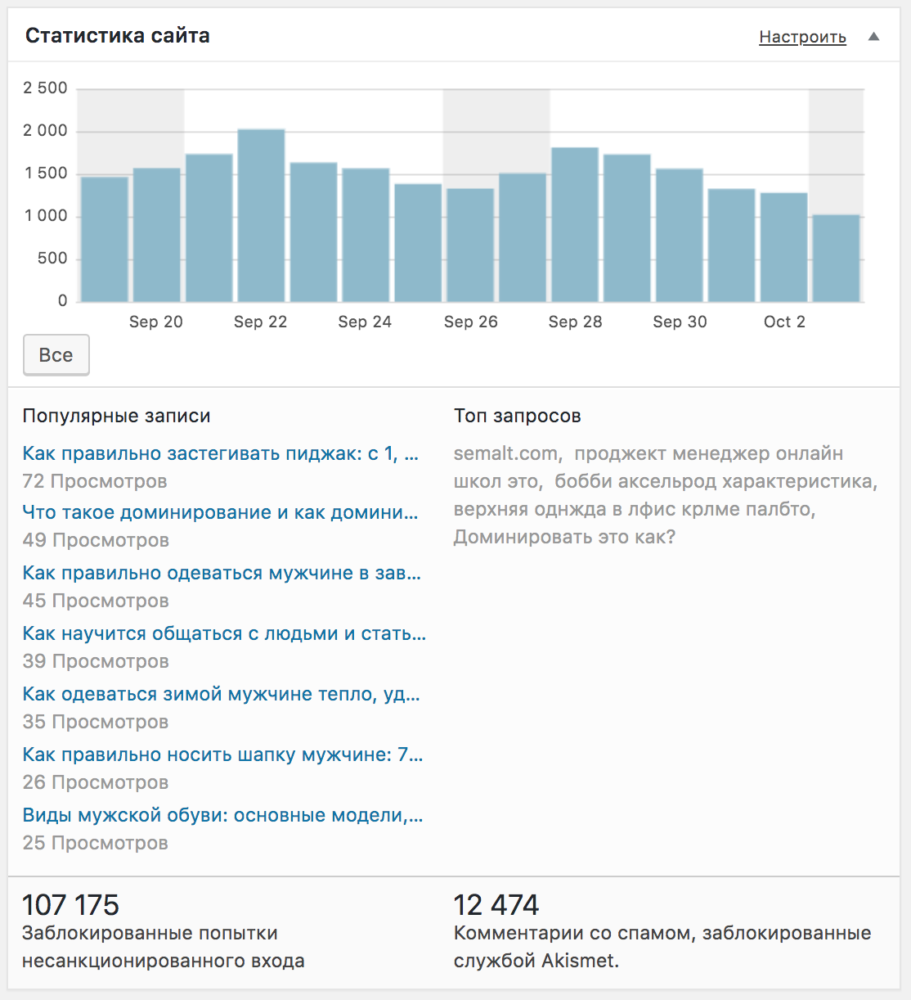 Статистика сайта
Настроить
2 500
2 000
1 500
1 000
500
0
Sep 20 Sep 22 Sep 24 Sep 26 Sep 28 Sep 30 Oct 2
Все
Популярные записи
Как правильно застегивать пиджак: с 1, ...
72 Просмотров
Что такое доминирование и как домини...
49 Просмотров
Как правильно одеваться мужчине в зав...
45 Просмотров
Как научится общаться с людьми и стать...
39 Просмотров
Как одеваться зимой мужчине тепло, уд...
35 Просмотров
Как правильно носить шапку мужчине: 7...
26 Просмотров
Виды мужской обуви: основные модели,...
25 Просмотров
Топ запросов
semalt.com, проджект менеджер онлайн
школ это, бобби аксельрод характеристика,
верхняя однжда в лфис крлме палбто,
Доминировать это как?
107 175
Заблокированные попытки
несанкционированного входа
12 474
Комментарии со спамом, заблокированные
службой Akismet.